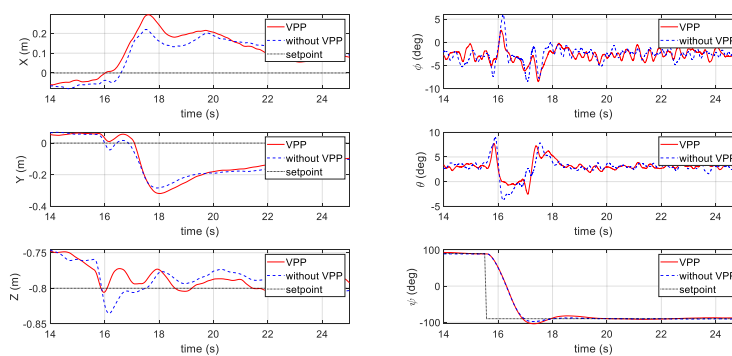 X (m)
0.2
0
14 16 18 20 22 24
time (s)
VPP
without VPP
setpoint
ϕ (deg)
5
0
-5
-10
14 16 18 20 22 24
time (s)
VPP
without VPP
Y (m)
0
-0.2
-0.4
14 16 18 20 22 24
time (s)
VPP
without VPP
setpoint
θ (deg)
10
5
0
-5
14 16 18 20 22 24
time (s)
VPP
without VPP
Z (m)
-0.75
-0.8
-0.85
14 16 18 20 22 24
time (s)
VPP
without VPP
setpoint
ψ (deg)
100
0
-100
14 16 18 20 22 24
time (s)
VPP
without VPP
setpoint